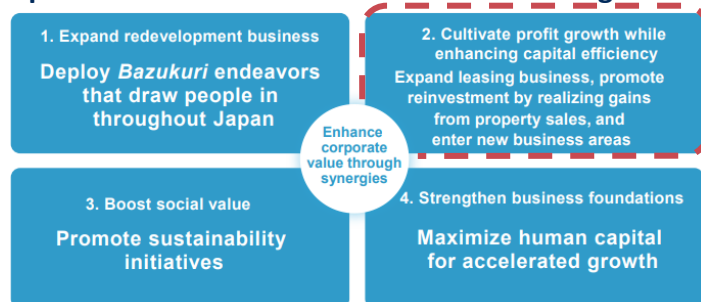 1. Expand redevelopment business
Deploy Bazukuri endeavors
that draw people in
throughout Japan
2. Cultivate profit growth while
enhancing capital efficiency
Expand leasing business, promote
reinvestment by realizing gains
from property sales, and
enter new business areas
Enhance
corporate
value through
synergies
3. Boost social value
Promote sustainability
initiatives
4. Strengthen business foundations
Maximize human capital
for accelerated growth